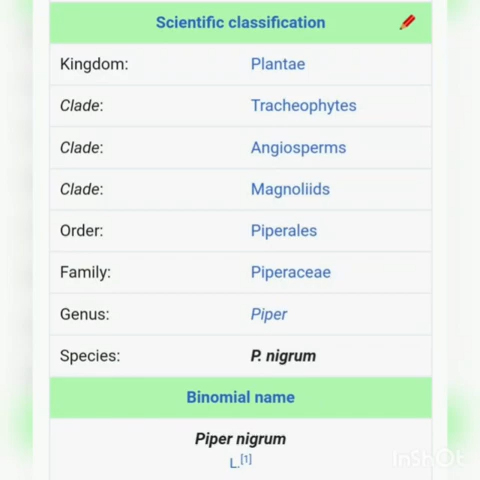 Scientific classification
Kingdom: Plantae
Clade: Tracheophytes
Clade: Angiosperms
Clade: Magnoliids
Order: Piperales
Family: Piperaceae
Genus: Piper
Species: P. nigrum
Binomial name
Piper nigrum
L.[1]
InShOt